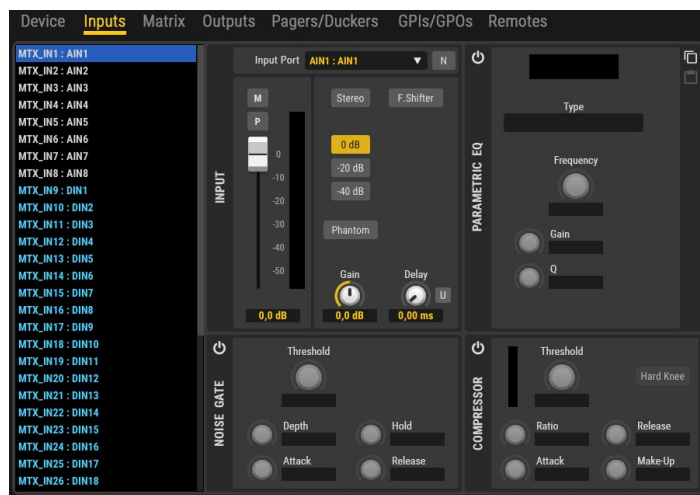 Device Inputs Matrix Outputs Pagers/Duckers GPIs/GPOs Remotes
MTX_IN1 : AIN1
MTX_IN2 : AIN2
MTX_IN3 : AIN3
MTX_IN4 : AIN4
MTX_IN5 : AIN5
MTX_IN6 : AIN6
MTX_IN7 : AIN7
MTX_IN8 : AIN8
MTX_IN9 : DIN1
MTX_IN10 : DIN2
MTX_IN11 : DIN3
MTX_IN12 : DIN4
MTX_IN13 : DIN5
MTX_IN14 : DIN6
MTX_IN15 : DIN7
MTX_IN16 : DIN8
MTX_IN17 : DIN9
MTX_IN18 : DIN10
MTX_IN19 : DIN11
MTX_IN20 : DIN12
MTX_IN21 : DIN13
MTX_IN22 : DIN14
MTX_IN23 : DIN15
MTX_IN24 : DIN16
MTX_IN25 : DIN17
MTX_IN26 : DIN18
INPUT
Input Port AIN1 : AIN1 N
M
P
0
-10
-20
-30
-40
-50
0,0 dB
Stereo F.Shifter
0 dB
-20 dB
-40 dB
Phantom
Gain Delay
U
0,0 dB 0,00 ms
PARAMETRIC EQ
Type
Frequency
Gain
Q
NOISE GATE
Threshold
Depth Hold
Attack Release
COMPRESSOR
Threshold
Hard Knee
Ratio Release
Attack Make-Up